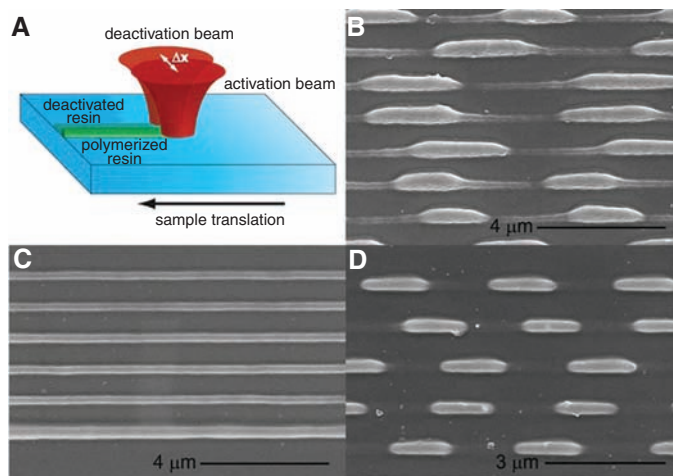 A
deactivation beam
Δx
activation beam
deactivated
resin
polymerized
resin
sample translation
B
4 μm
C
4 μm
D
3 μm